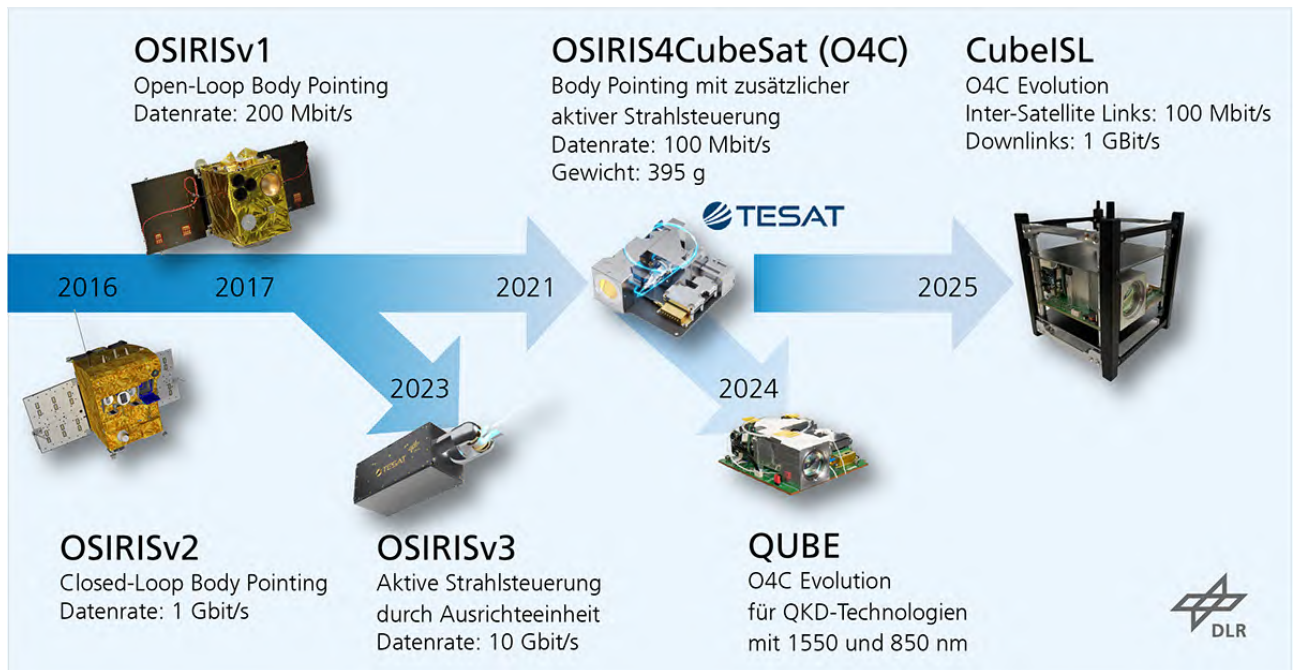 OSIRISv1
Open-Loop Body Pointing
Datenrate: 200 Mbit/s
OSIRIS4CubeSat (O4C)
Body Pointing mit zusätzlicher
aktiver Strahlsteuerung
Datenrate: 100 Mbit/s
Gewicht: 395 g
TESAT
CubeISL
O4C Evolution
Inter-Satellite Links: 100 Mbit/s
Downlinks: 1 GBit/s
2016
2017
2021
2025
2023
2024
TESAT
OSIRISv2
Closed-Loop Body Pointing
Datenrate: 1 Gbit/s
OSIRISv3
Aktive Strahlsteuerung
durch Ausrichteeinheit
Datenrate: 10 Gbit/s
QUBE
O4C Evolution
für QKD-Technologien
mit 1550 und 850 nm
DLR